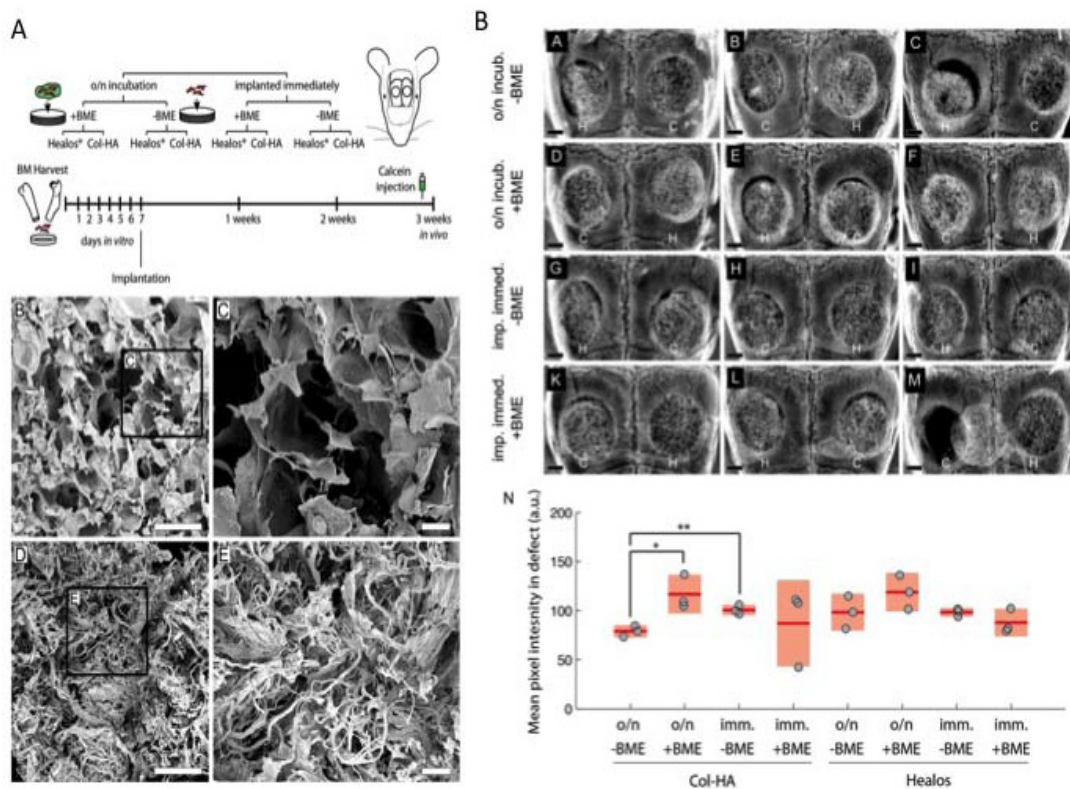 A
o/n incubation
implanted immediately
+BME
-BME
+BME
-BME
Healos® Col-HA
Healos® Col-HA
Healos® Col-HA
Healos® Col-HA
BM Harvest
Calcein
Injection
1 2 3 4 5 6 7
1 weeks
2 weeks
3 weeks
days in vitro
in vivo
Implantation
B
C
C
D
E
E
B
o/n incub.
-BME
A
H
C
B
C
H
C
H
C
o/n incub.
+BME
D
C
H
E
H
C
F
C
H
imp. immed.
-BME
G
H
C
H
C
H
I
C
H
imp. immed.
+BME
K
C
H
L
H
C
M
C
H
N
Mean pixel intesnity in defect (a.u.)
200
150
100
50
0
*
**
o/n
-BME
o/n
+BME
imm.
-BME
imm.
+BME
o/n
-BME
o/n
+BME
imm.
-BME
imm.
+BME
Col-HA
Healos